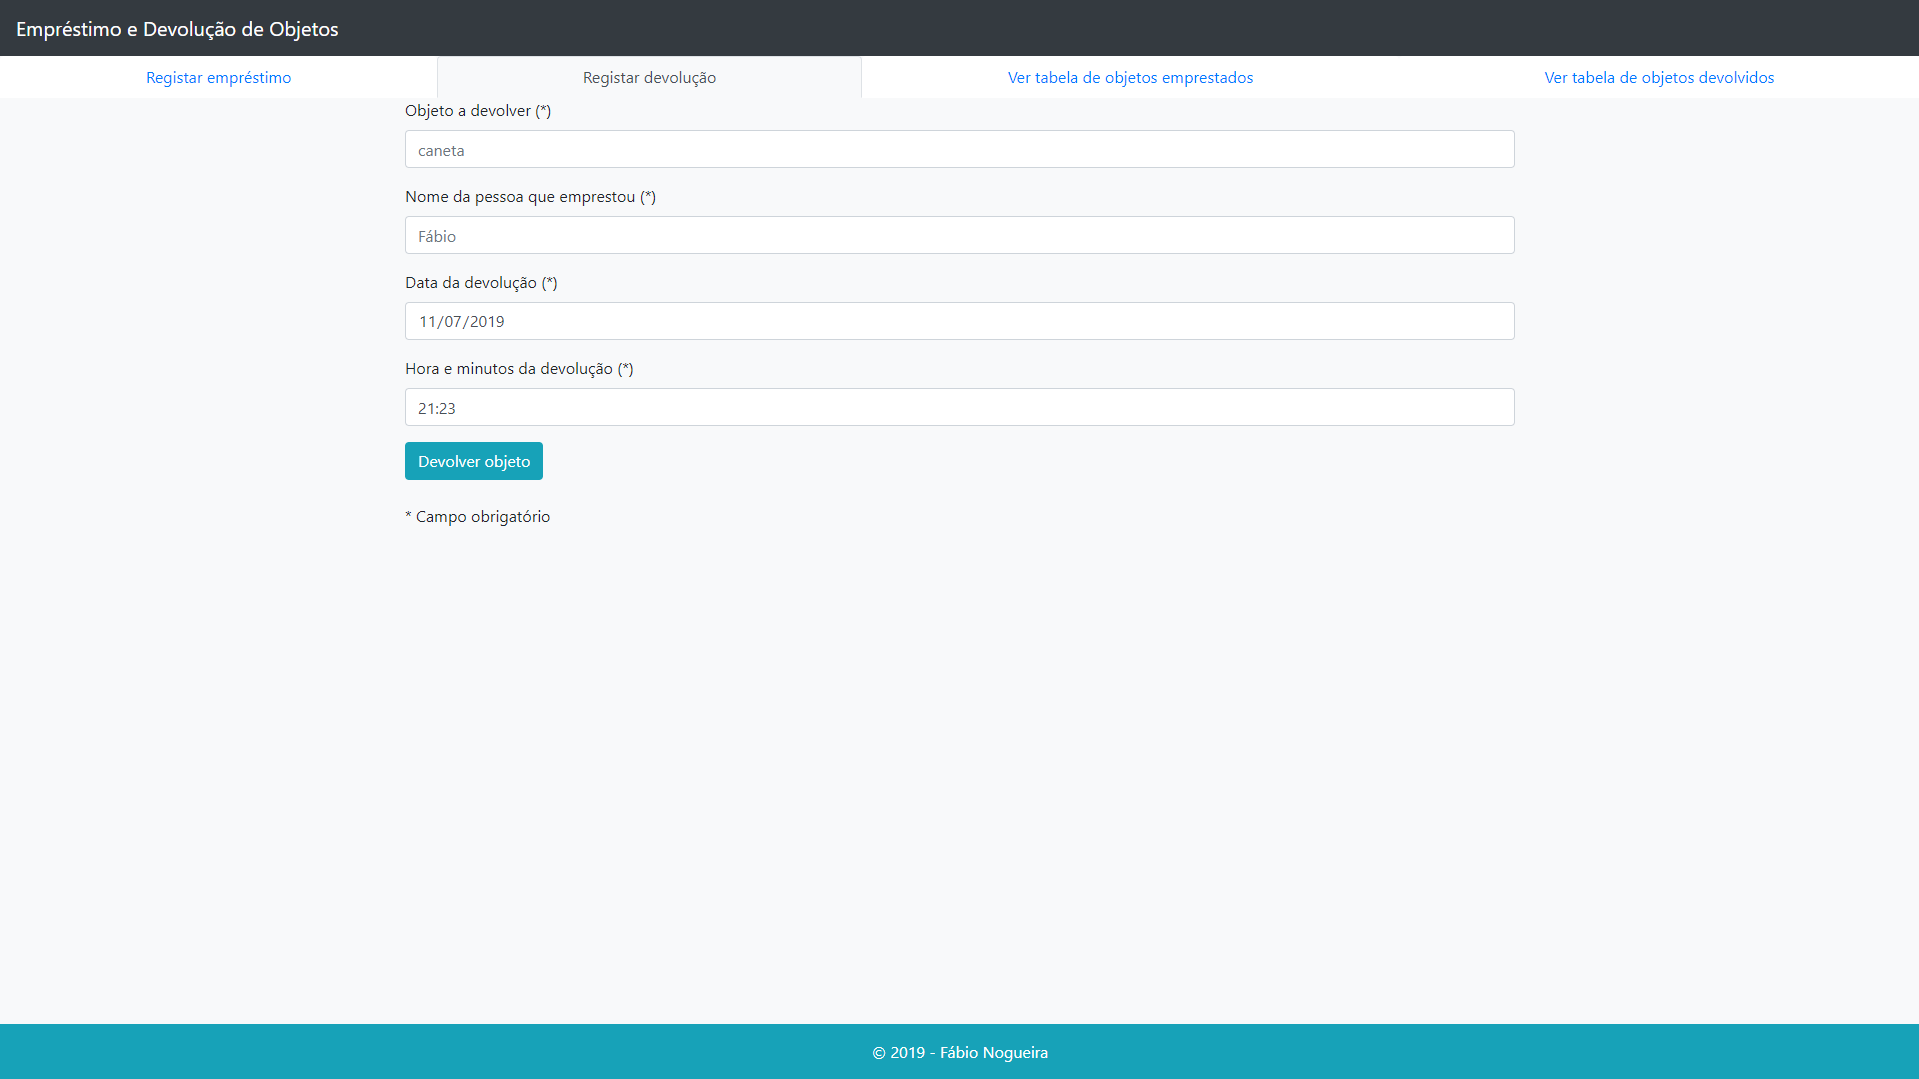 Empréstimo e Devolução de Objetos
Registar empréstimo
Registar devolução
Ver tabela de objetos emprestados
Ver tabela de objetos devolvidos
Objeto a devolver (*)
caneta
Nome da pessoa que emprestou (*)
Fábio
Data da devolução (*)
11/07/2019
Hora e minutos da devolução (*)
21:23
Devolver objeto
* Campo obrigatório
© 2019 - Fábio Nogueira